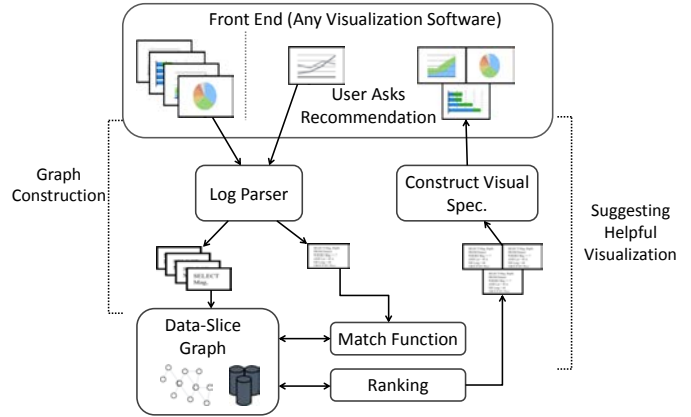 Front End (Any Visualization Software)
User Asks
Recommendation
Graph
Construction
Log Parser
Construct Visual
Spec.
Suggesting
Helpful
Visualization
SELECT
Mag,
Data-Slice
Graph
Match Function
Ranking